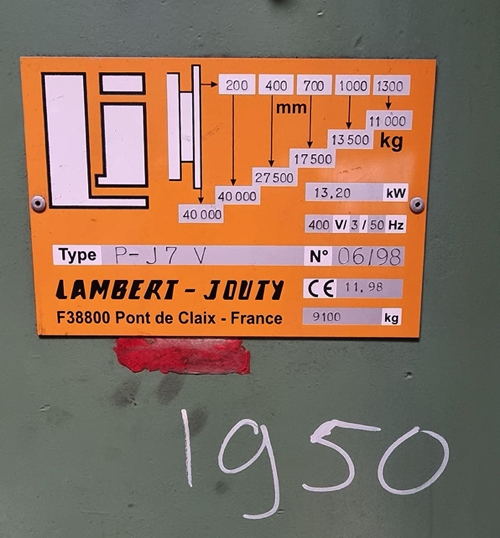 LJ
200 400 700 1000 1300
mm
11 000
13 500
kg
17 500
27 500
40 000
40 000
13,20 kW
400 V/ 3 / 50 Hz
Type P-J7 V N° 06/98
LAMBERT - JOUTY
CE 11.98
F38800 Pont de Claix - France
9100 kg
1950